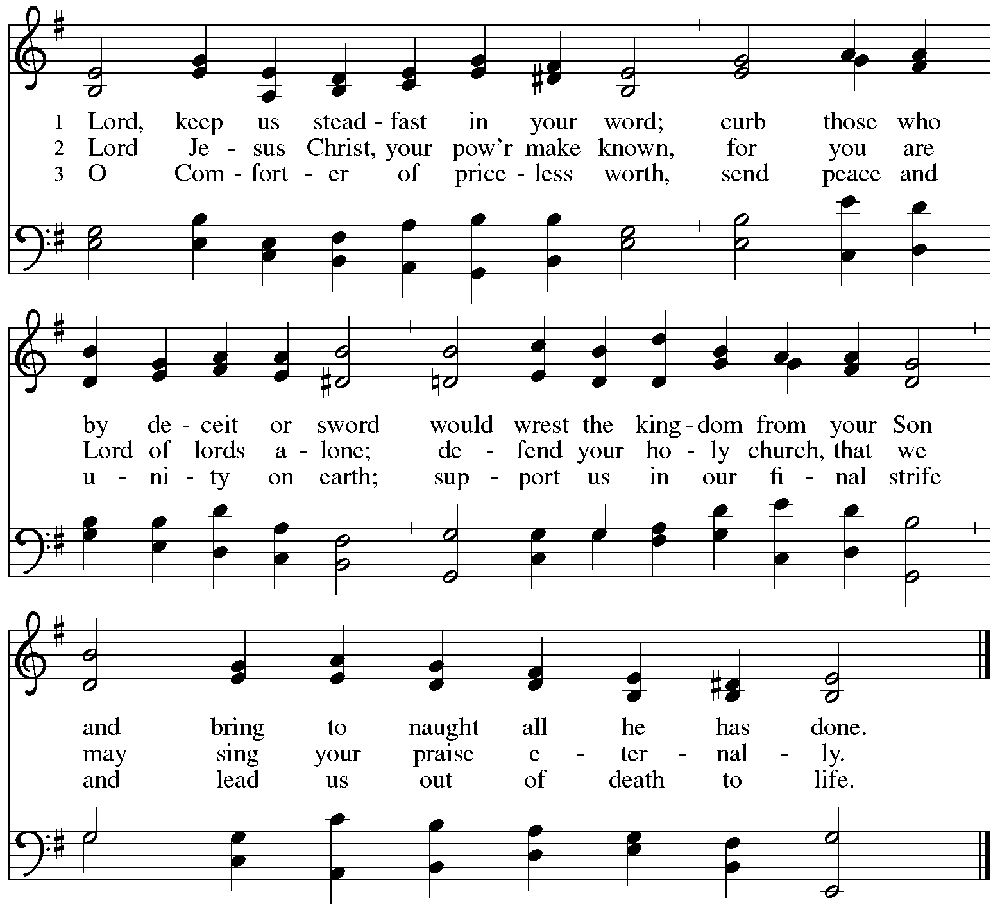 1 Lord, keep us stead - fast in your word; curb those who
2 Lord Je - sus Christ, your pow'r make known, for you are
3 O Com - fort - er of price - less worth, send peace and
by de - ceit or sword would wrest the king - dom from your Son
Lord of lords a - lone; de - fend your ho - ly church, that we
u - ni - ty on earth; sup - port us in our fi - nal strife
and bring to naught all he has done.
may sing your praise e - ter - nal - ly.
and lead us out of death to life.